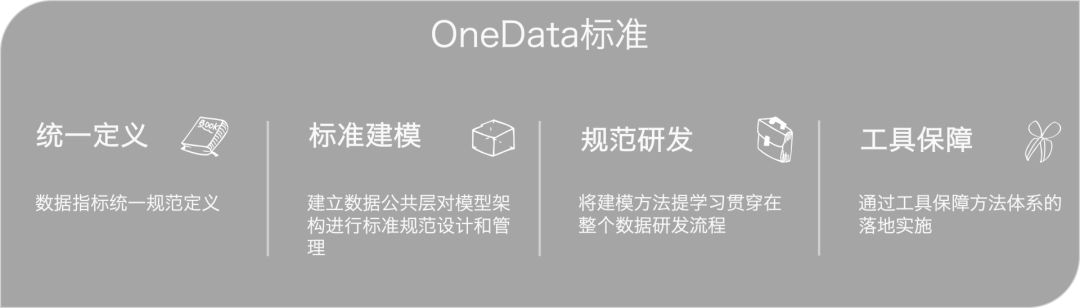 OneData标准
统一定义
Book
数据指标统一规范定义
标准建模
建立数据公共层对模型架
构进行标准规范设计和管
理
规范研发
将建模方法提学习贯穿在
整个数据研发流程
工具保障
通过工具保障方法体系的
落地实施